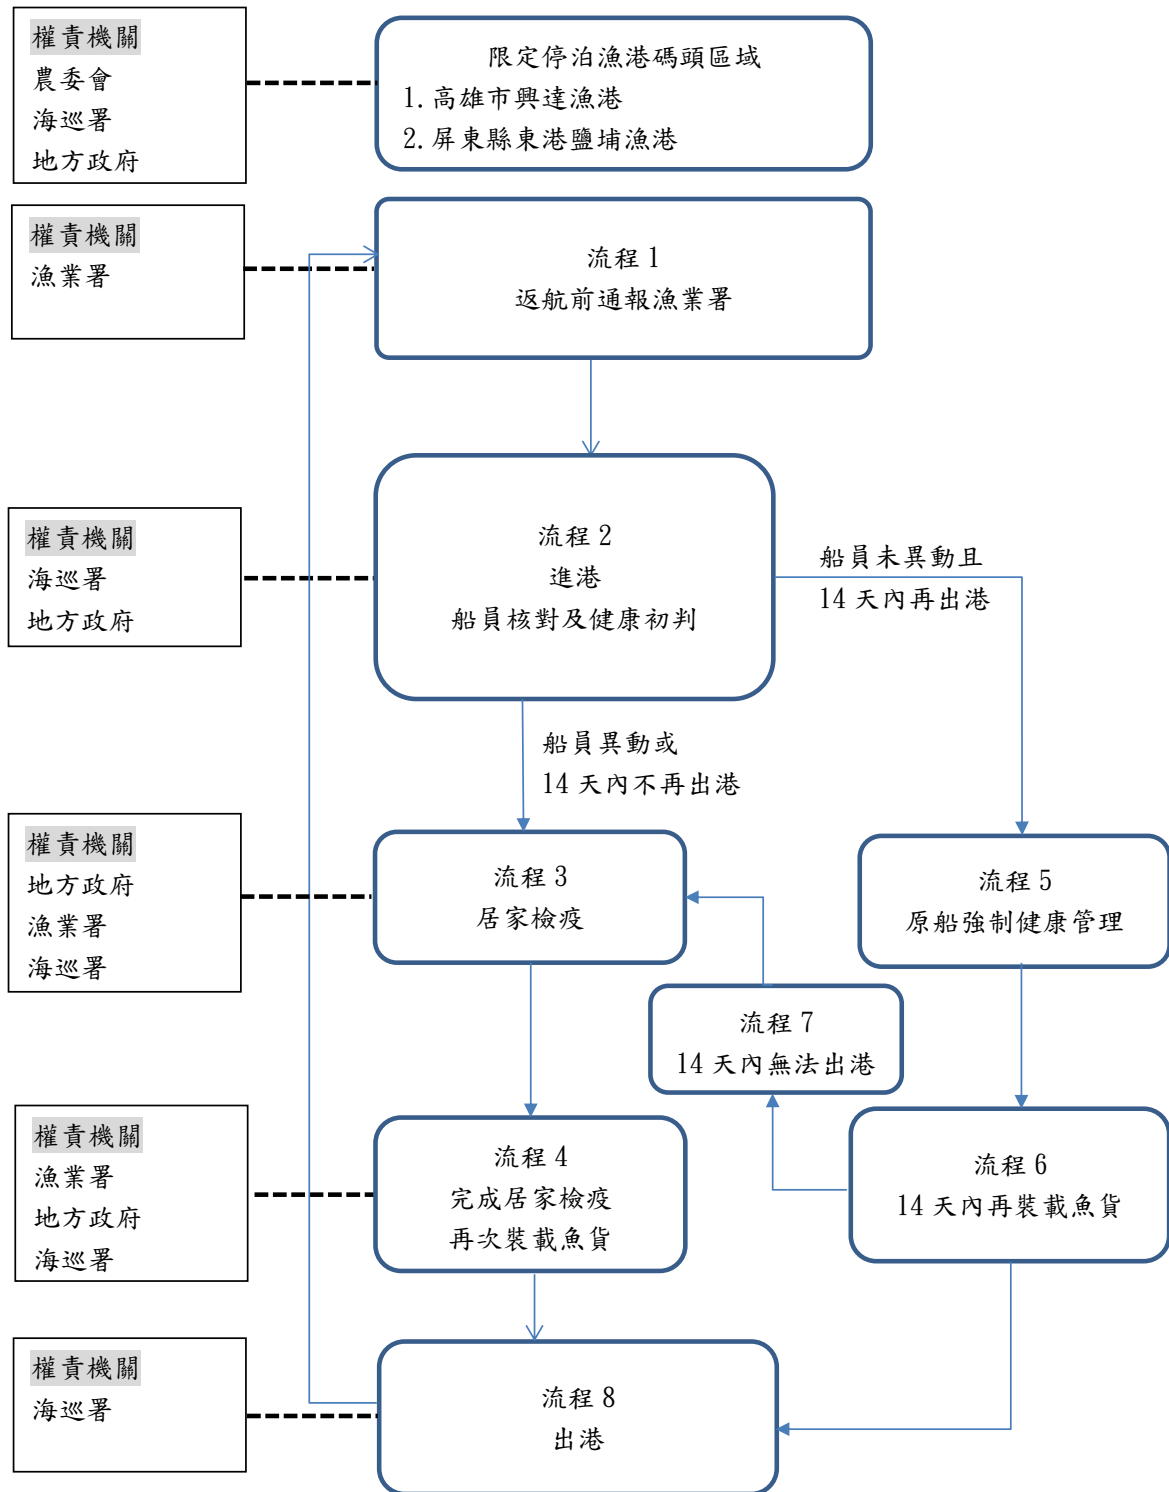 權責機關
農委會
海巡署
地方政府
限定停泊漁港碼頭區域
1. 高雄市興達漁港
2. 屏東縣東港鹽埔漁港
權責機關
漁業署
流程 1
返航前通報漁業署
權責機關
海巡署
地方政府
流程 2
進港
船員核對及健康初判
船員未異動且
14 天內再出港
船員異動或
14 天內不再出港
權責機關
地方政府
漁業署
海巡署
流程 3
居家檢疫
流程 5
原船強制健康管理
流程 7
14 天內無法出港
權責機關
漁業署
地方政府
海巡署
流程 4
完成居家檢疫
再次裝載魚貨
流程 6
14 天內再裝載魚貨
權責機關
海巡署
流程 8
出港